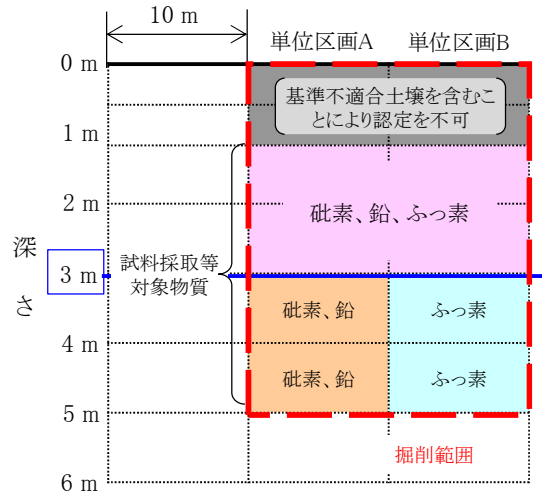 10 m
単位区画A
単位区画B
0 m
基準不適合土壌を含むこ
とにより認定を不可
1 m
2 m
砒素、鉛、ふっ素
深
さ
3 m
試料採取等
対象物質
砒素、鉛
ふっ素
4 m
砒素、鉛
ふっ素
5 m
掘削範囲
6 m